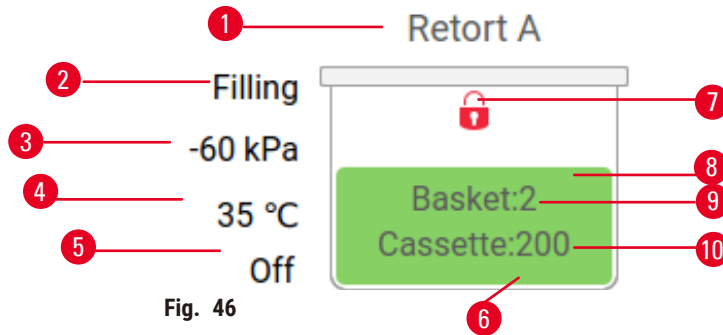 1 Retort A
2 Filling
3 -60 kPa
4 35 °C
5 Off
7
8
Basket:2 9
Cassette:200 10
6
Fig. 46